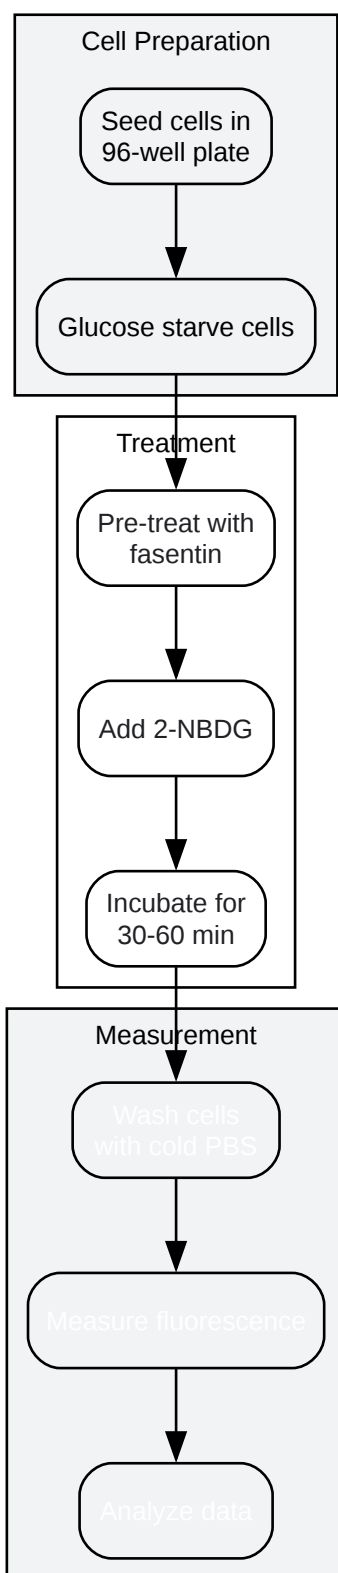 Cell Preparation
Seed cells in
96-well plate
Glucose starve cells
Treatment
Pre-treat with
fasentin
Add 2-NBDG
Incubate for
30-60 min
Measurement
Wash cells
with cold PBS
Measure fluorescence
Analyze data